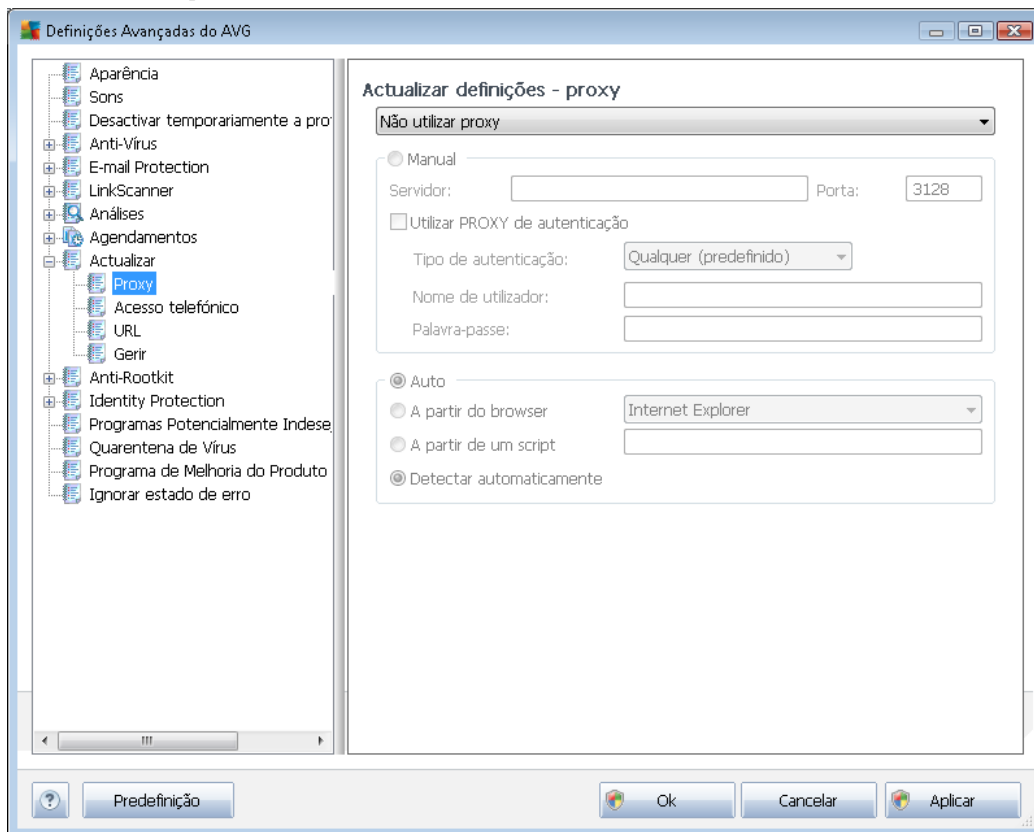 Definições Avançadas do AVG
Aparência
Sons
Desactivar temporariamente a pro
Anti-Vírus
E-mail Protection
LinkScanner
Análises
Agendamentos
Actualizar
Proxy
Acesso telefónico
URL
Gerir
Anti-Rootkit
Identity Protection
Programas Potencialmente Indese
Quarentena de Vírus
Programa de Melhoria do Produto
Ignorar estado de erro
Actualizar definições - proxy
Não utilizar proxy
Manual
Servidor: Porta: 3128
Utilizar PROXY de autenticação
Tipo de autenticação: Qualquer (predefinido)
Nome de utilizador:
Palavra-passe:
Auto
A partir do browser Internet Explorer
A partir de um script
Detectar automaticamente
? Predefinição Ok Cancelar Aplicar